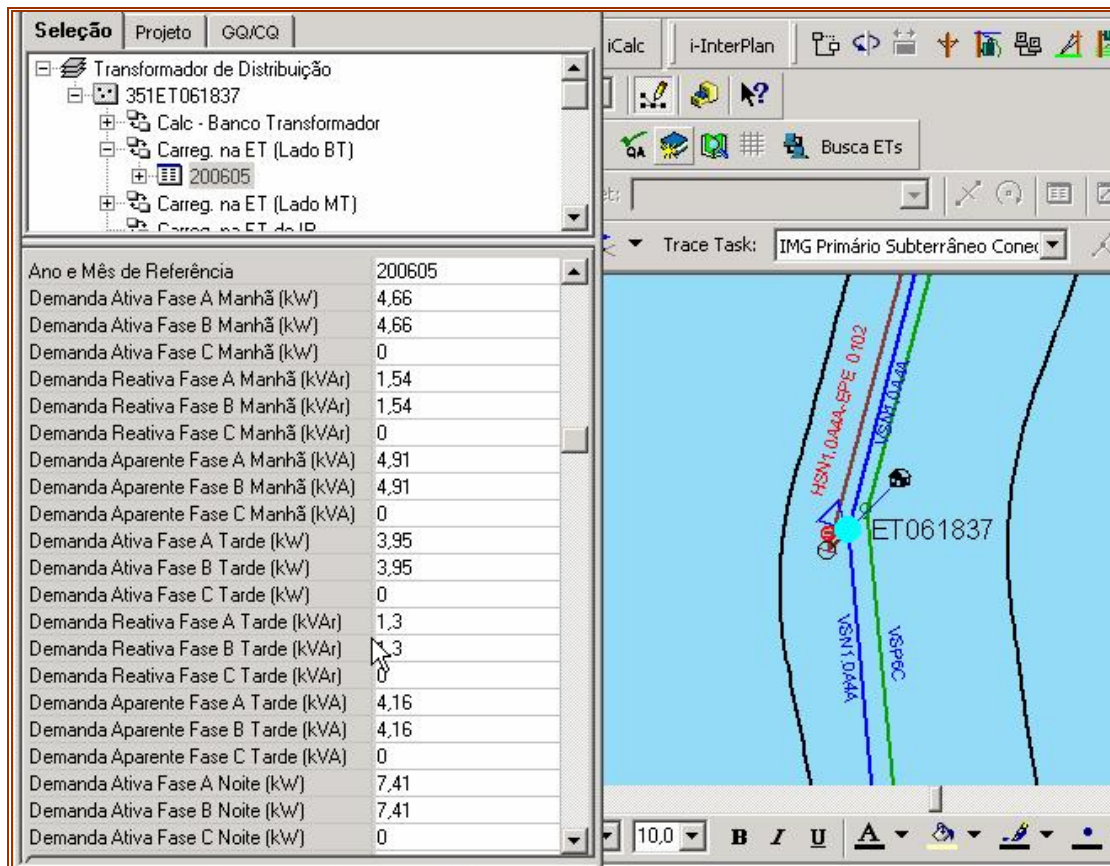 Seleção Projeto GQ/CQ
Transformador de Distribuição
351ET061837
Calc - Banco Transformador
Carreg. na ET (Lado BT)
200605
Carreg. na ET (Lado MT)
Ano e Mês de Referência 200605
Demanda Ativa Fase A Manhã (kW) 4,66
Demanda Ativa Fase B Manhã (kW) 4,66
Demanda Ativa Fase C Manhã (kW) 0
Demanda Reativa Fase A Manhã (kVAr) 1,54
Demanda Reativa Fase B Manhã (kVAr) 1,54
Demanda Reativa Fase C Manhã (kVAr) 0
Demanda Aparente Fase A Manhã (kVA) 4,91
Demanda Aparente Fase B Manhã (kVA) 4,91
Demanda Aparente Fase C Manhã (kVA) 0
Demanda Ativa Fase A Tarde (kW) 3,95
Demanda Ativa Fase B Tarde (kW) 3,95
Demanda Ativa Fase C Tarde (kW) 0
Demanda Reativa Fase A Tarde (kVAr) 1,3
Demanda Reativa Fase B Tarde (kVAr) 1,3
Demanda Reativa Fase C Tarde (kVAr) 0
Demanda Aparente Fase A Tarde (kVA) 4,16
Demanda Aparente Fase B Tarde (kVA) 4,16
Demanda Aparente Fase C Tarde (kVA) 0
Demanda Ativa Fase A Noite (kW) 7,41
Demanda Ativa Fase B Noite (kW) 7,41
Demanda Ativa Fase C Noite (kW) 0
iCalc i-InterPlan
QA Busca ETs
Trace Task: IMG Primário Subterrâneo Conec
HSN1.0A4A-EPE 0102
VSN1.0A4A
ET061837
VSN1.0A4A
VSP6C
10,0 B I U A